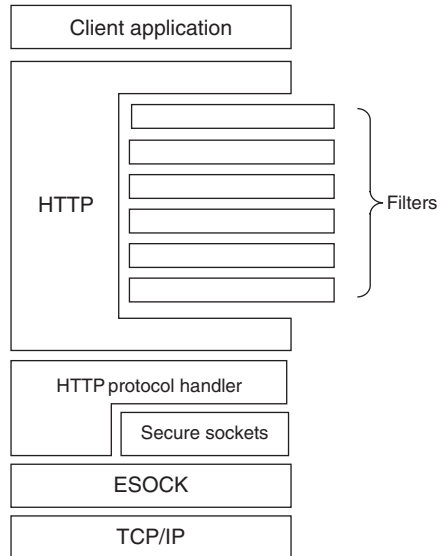 Client application
HTTP
Filters
HTTP protocol handler
Secure sockets
ESOCK
TCP/IP